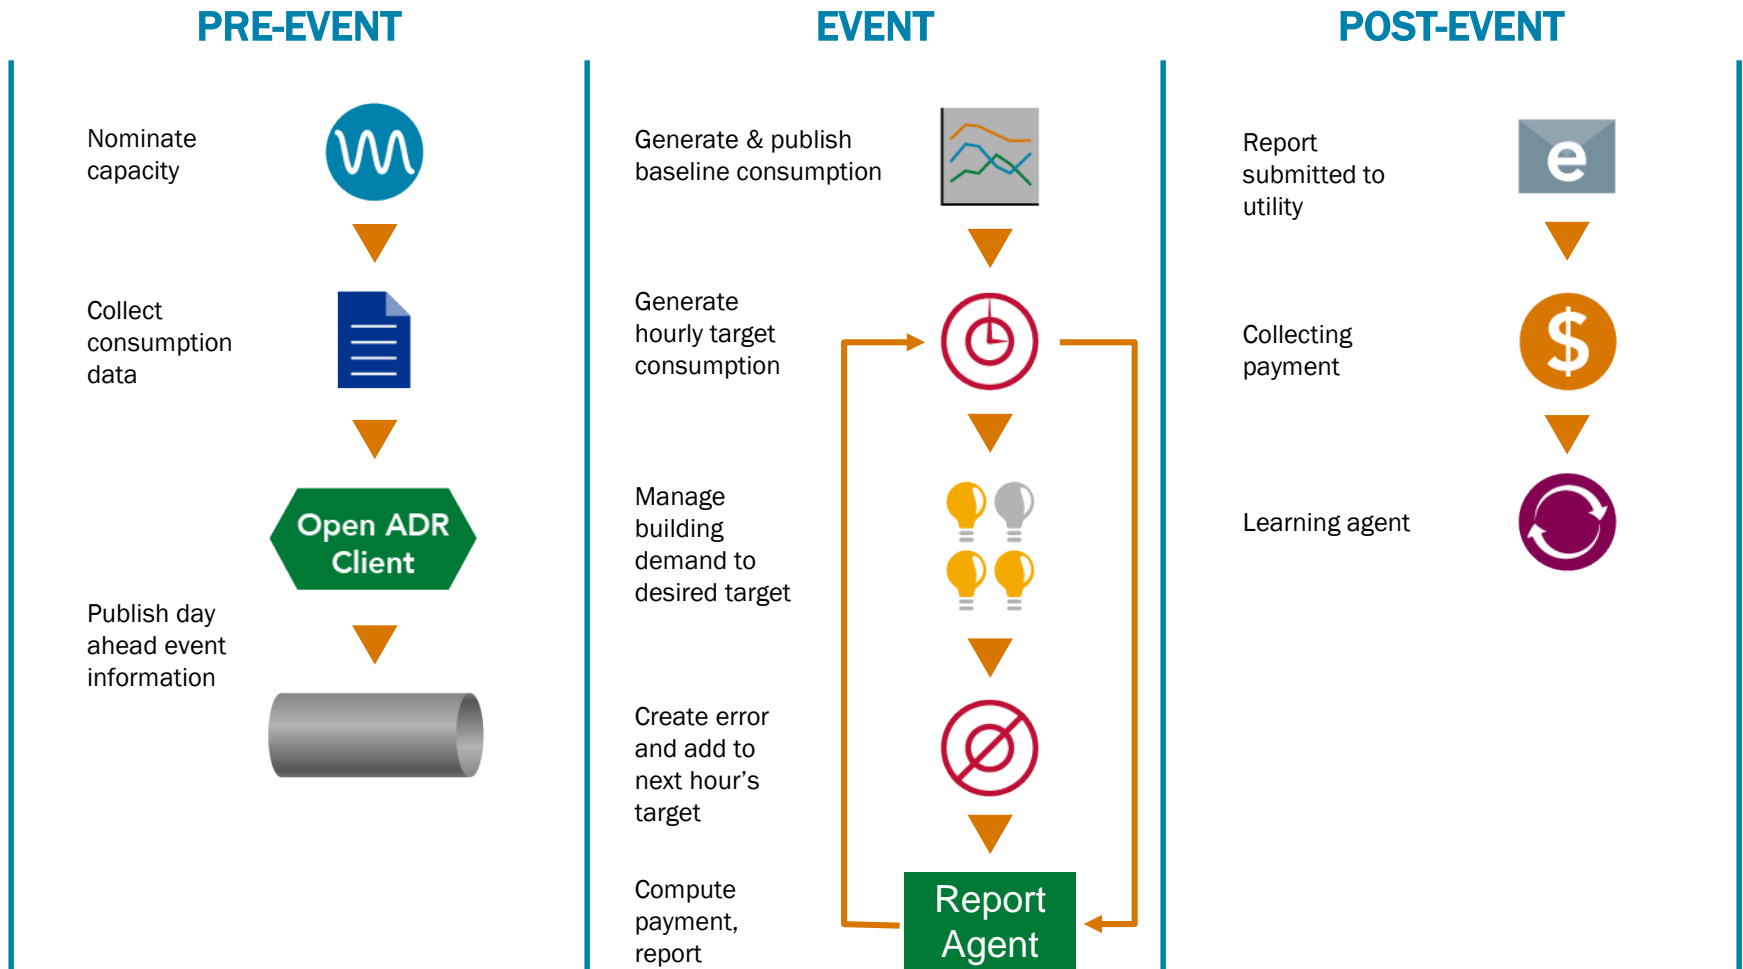 PRE-EVENT
Nominate
capacity
Collect
consumption
data
Open ADR
Client
Publish day
ahead event
information
EVENT
Generate & publish
baseline consumption
Generate
hourly target
consumption
Manage
building
demand to
desired target
Create error
and add to
next hour's
target
Compute
payment,
report
Report
Agent
POST-EVENT
Report
submitted to
utility
e
Collecting
payment
$
Learning agent